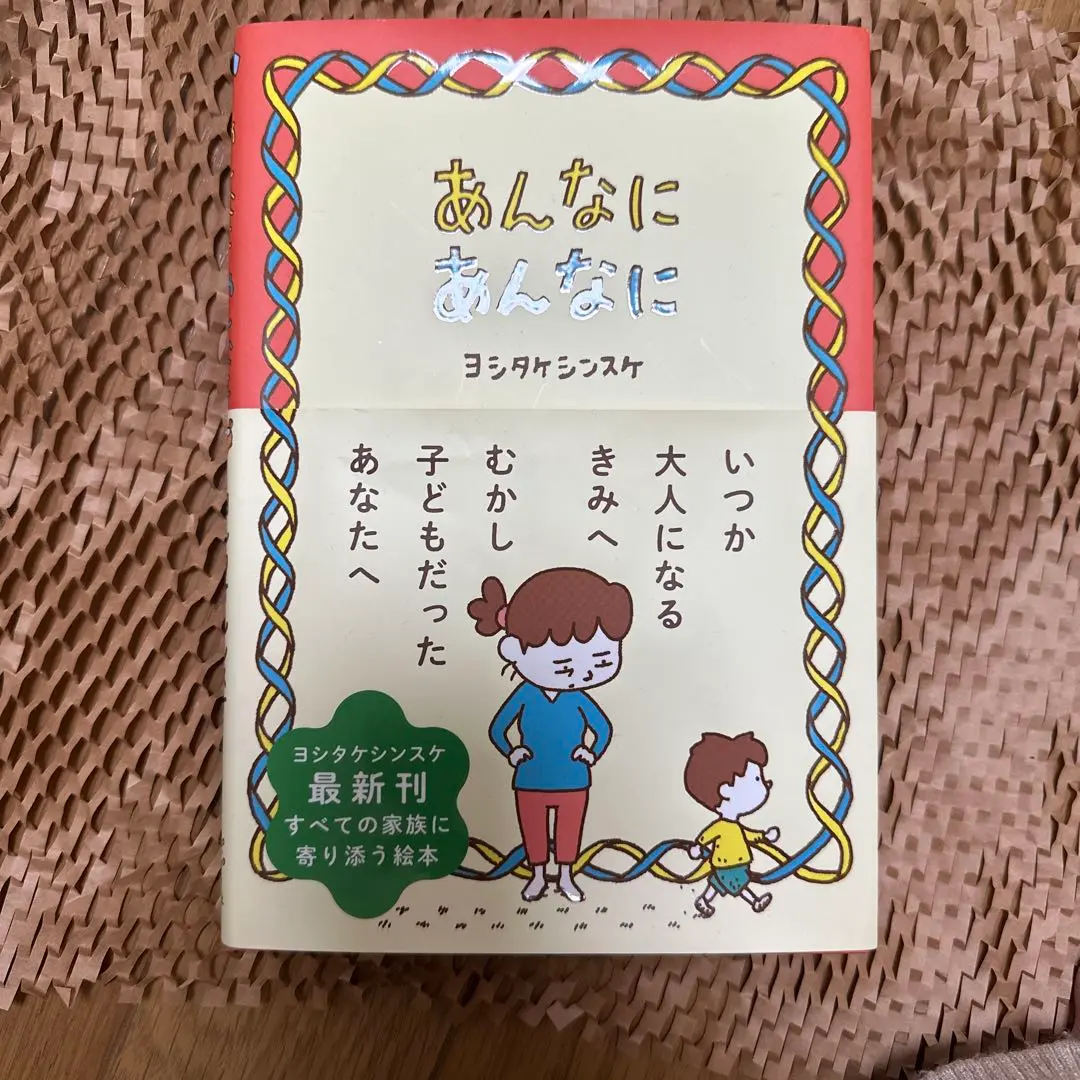 あんなに
あんなに
ヨシタケシンスケ
いつか
大人になる
きみへ
むかし
子どもだった
あなたへ
ヨシタケシンスケ
最新刊
すべての家族に
寄り添う絵本